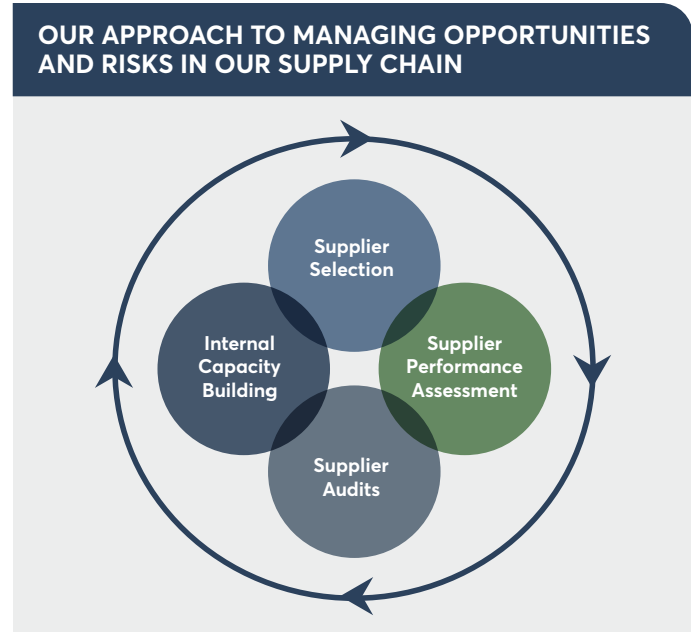 OUR APPROACH TO MANAGING OPPORTUNITIES
AND RISKS IN OUR SUPPLY CHAIN
Supplier
Selection
Internal
Capacity
Building
Supplier
Performance
Assessment
Supplier
Audits